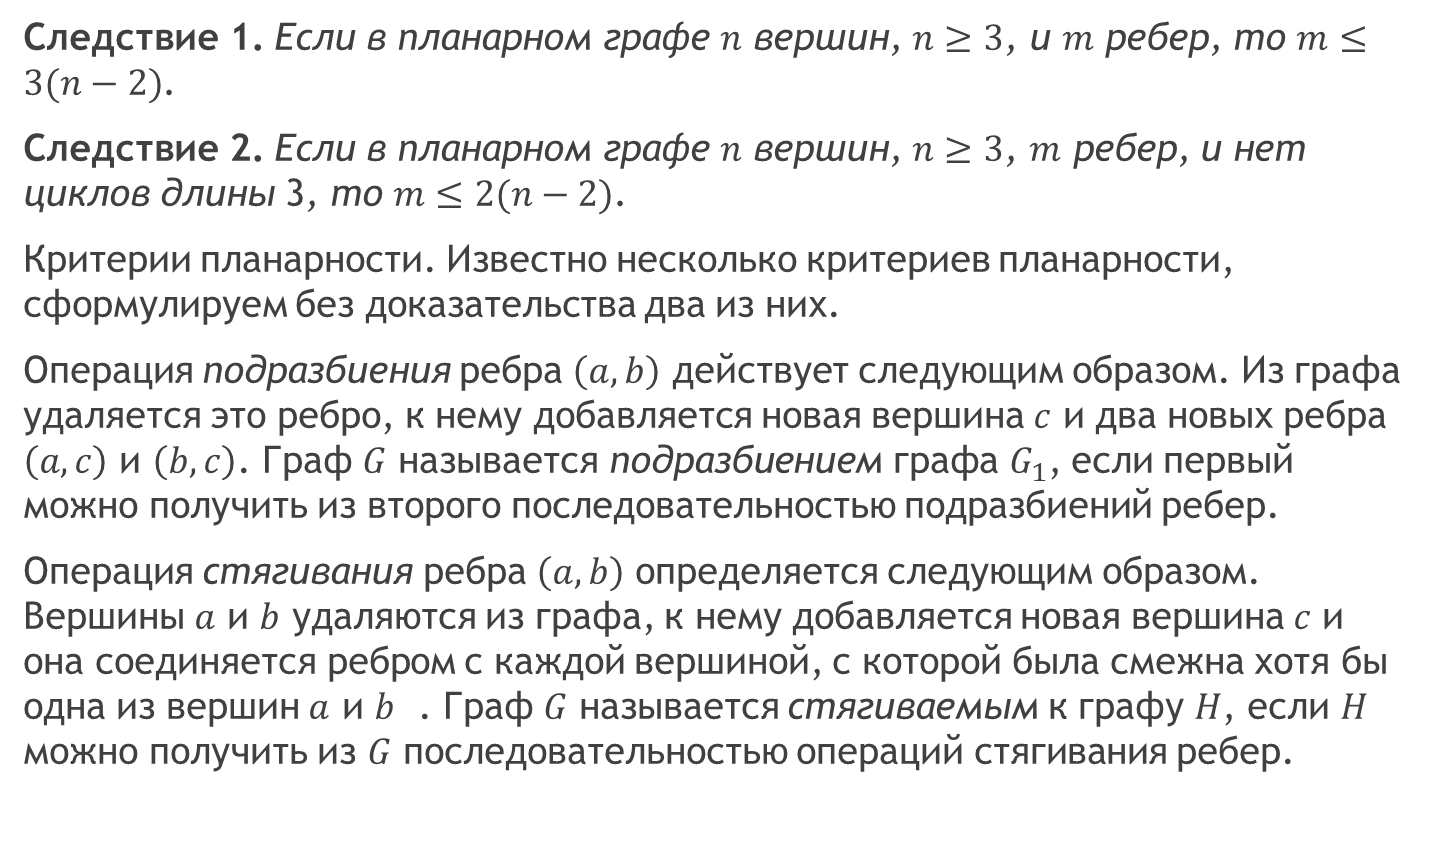 Следствие 1. Если в планарном графе n вершин, n ≥ 3, и m ребер, то m ≤
3(n − 2).
Следствие 2. Если в планарном графе n вершин, n ≥ 3, m ребер, и нет
циклов длины 3, то m ≤ 2(n − 2).
Критерии планарности. Известно несколько критериев планарности,
сформулируем без доказательства два из них.
Операция подразбиения ребра (a, b) действует следующим образом. Из графа
удаляется это ребро, к нему добавляется новая вершина c и два новых ребра
(a, c) и (b, c). Граф G называется подразбиением графа G₁, если первый
можно получить из второго последовательностью подразбиений ребер.
Операция стягивания ребра (a, b) определяется следующим образом.
Вершины a и b удаляются из графа, к нему добавляется новая вершина c и
она соединяется ребром с каждой вершиной, с которой была смежна хотя бы
одна из вершин a и b . Граф G называется стягиваемым к графу H, если H
можно получить из G последовательностью операций стягивания ребер.